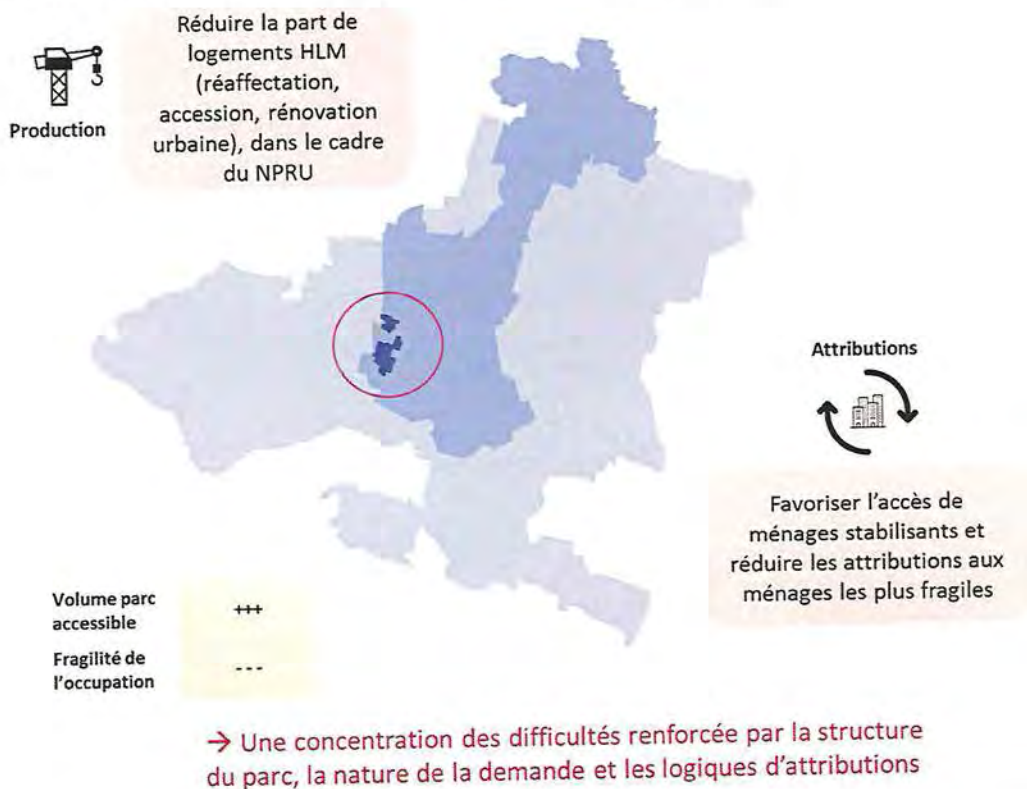 Réduire la part de
logements HLM
(réaffectation,
accession, rénovation
urbaine), dans le cadre
du NPRU
Production
Attributions
Favoriser l'accès de
ménages stabilisants et
réduire les attributions aux
ménages les plus fragiles
Volume parc
accessible
+++
Fragilité de
l'occupation
---
→ Une concentration des difficultés renforcée par la structure
du parc, la nature de la demande et les logiques d'attributions